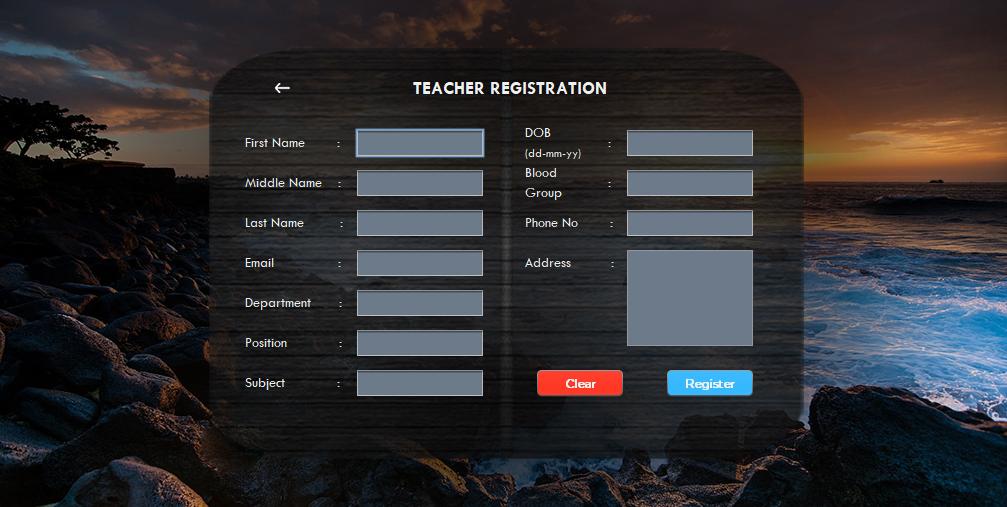 ←
TEACHER REGISTRATION
First Name :
Middle Name :
Last Name :
Email :
Department :
Position :
Subject :
DOB
(dd-mm-yy) :
Blood
Group :
Phone No :
Address :
Clear
Register